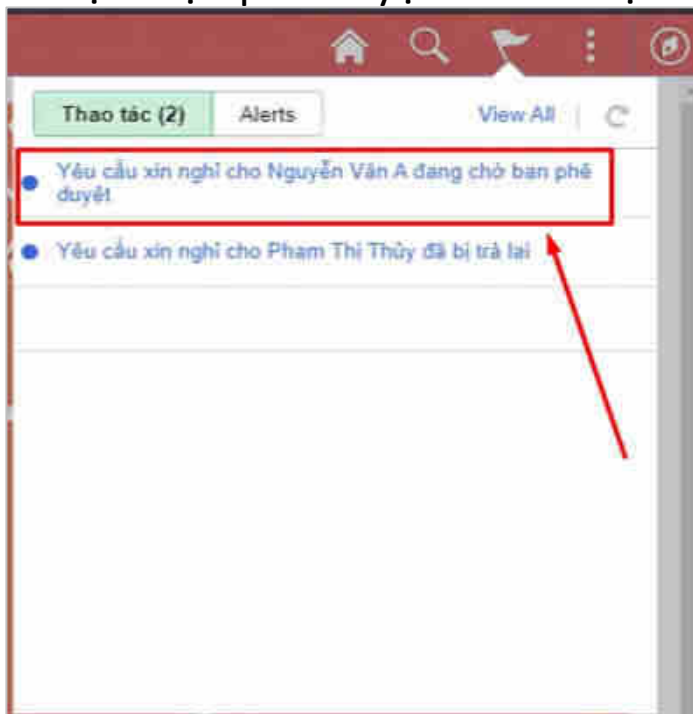 Thao tác (2) Alerts View All
Yêu cầu xin nghỉ cho Nguyễn Văn A đang chờ bạn phê
duyệt
Yêu cầu xin nghỉ cho Phạm Thị Thủy đã bị trả lại